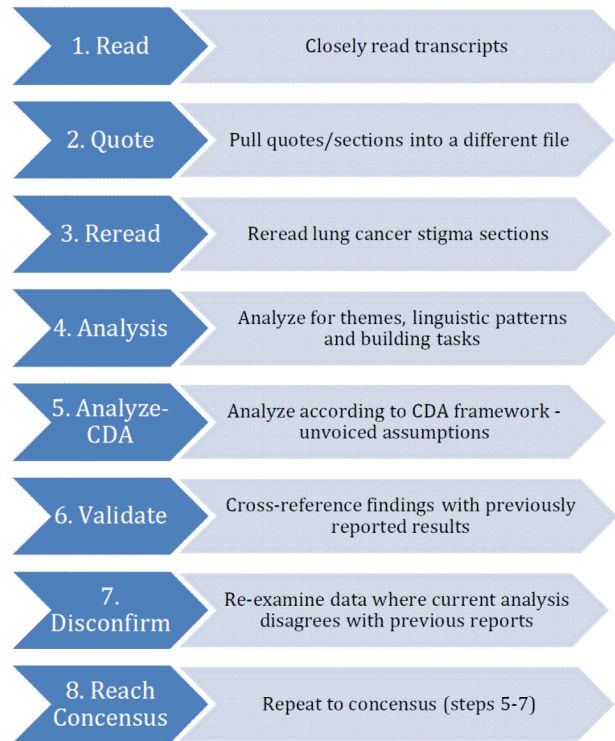 1. Read
Closely read transcripts
2. Quote
Pull quotes/sections into a different file
3. Reread
Reread lung cancer stigma sections
4. Analysis
Analyze for themes, linguistic patterns
and building tasks
5. Analyze-
CDA
Analyze according to CDA framework -
unvoiced assumptions
6. Validate
Cross-reference findings with previously
reported results
7.
Disconfirm
Re-examine data where current analysis
disagrees with previous reports
8. Reach
Concensus
Repeat to concensus (steps 5-7)